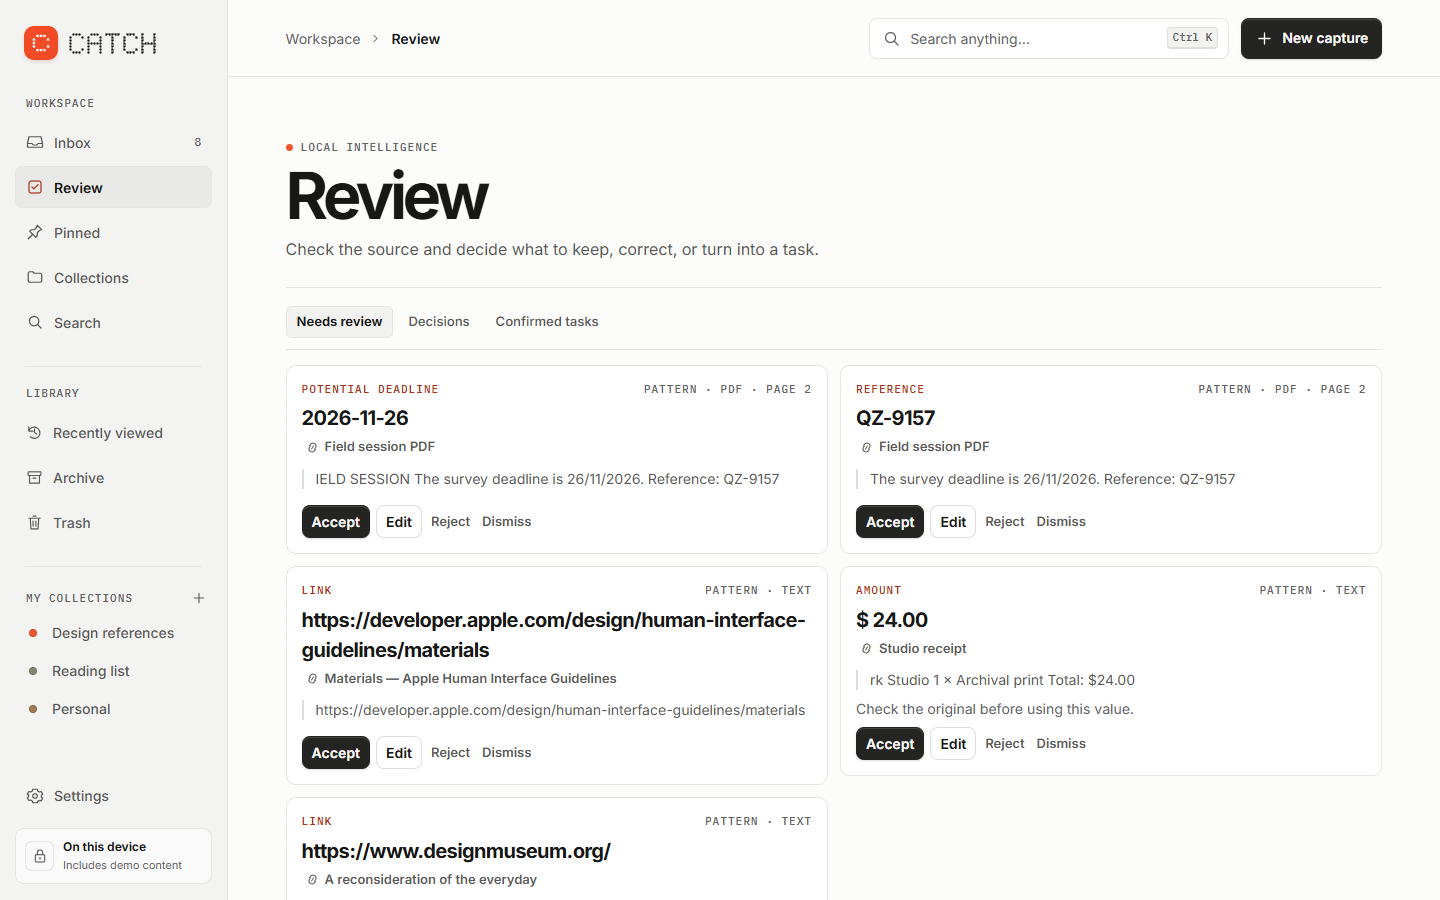 CATCH
WORKSPACE
Inbox 8
Review
Pinned
Collections
Search
LIBRARY
Recently viewed
Archive
Trash
MY COLLECTIONS
Design references
Reading list
Personal
Settings
On this device
Includes demo content
Workspace > Review
Search anything... Ctrl K
New capture
LOCAL INTELLIGENCE
Review
Check the source and decide what to keep, correct, or turn into a task.
Needs review Decisions Confirmed tasks
POTENTIAL DEADLINE PATTERN · PDF · PAGE 2
2026-11-26
Field session PDF
IELD SESSION The survey deadline is 26/11/2026. Reference: QZ-9157
Accept Edit Reject Dismiss
REFERENCE PATTERN · PDF · PAGE 2
QZ-9157
Field session PDF
The survey deadline is 26/11/2026. Reference: QZ-9157
Accept Edit Reject Dismiss
LINK PATTERN · TEXT
https://developer.apple.com/design/human-interface-
guidelines/materials
Materials — Apple Human Interface Guidelines
https://developer.apple.com/design/human-interface-guidelines/materials
Accept Edit Reject Dismiss
AMOUNT PATTERN · TEXT
$ 24.00
Studio receipt
rk Studio 1 × Archival print Total: $24.00
Check the original before using this value.
Accept Edit Reject Dismiss
LINK PATTERN · TEXT
https://www.designmuseum.org/
A reconsideration of the everyday